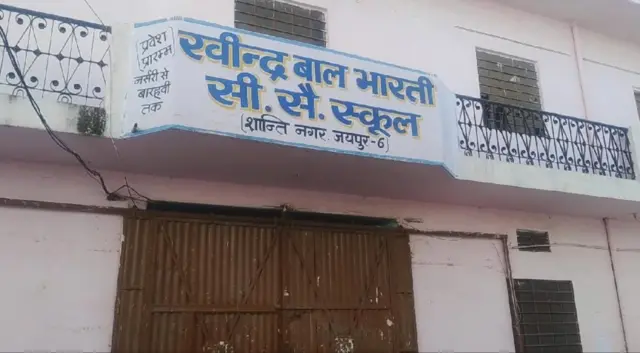 (प्रवेश
प्रारम्भ)
नर्सरी से
बारहवीं
तक
रवीन्द्र बाल भारती
सी. सै. स्कूल
(शान्ति नगर, जयपुर-6)